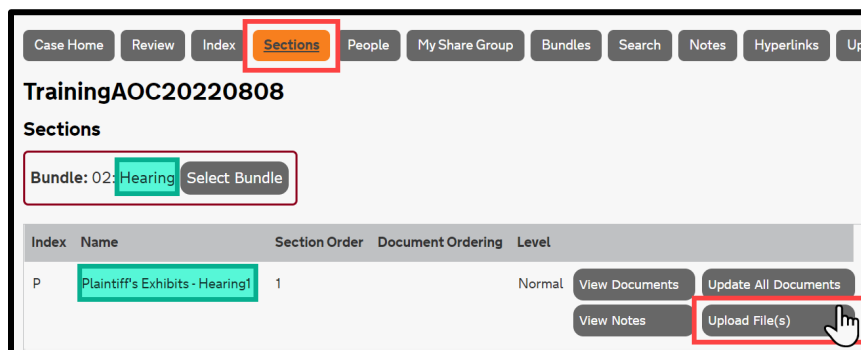 Case Home Review Index Sections People My Share Group Bundles Search Notes Hyperlinks
TrainingAOC20220808
Sections
Bundle: 02: Hearing Select Bundle
Index Name Section Order Document Ordering Level
P Plaintiff's Exhibits - Hearing1 1 Normal View Documents Update All Documents
View Notes Upload File(s)